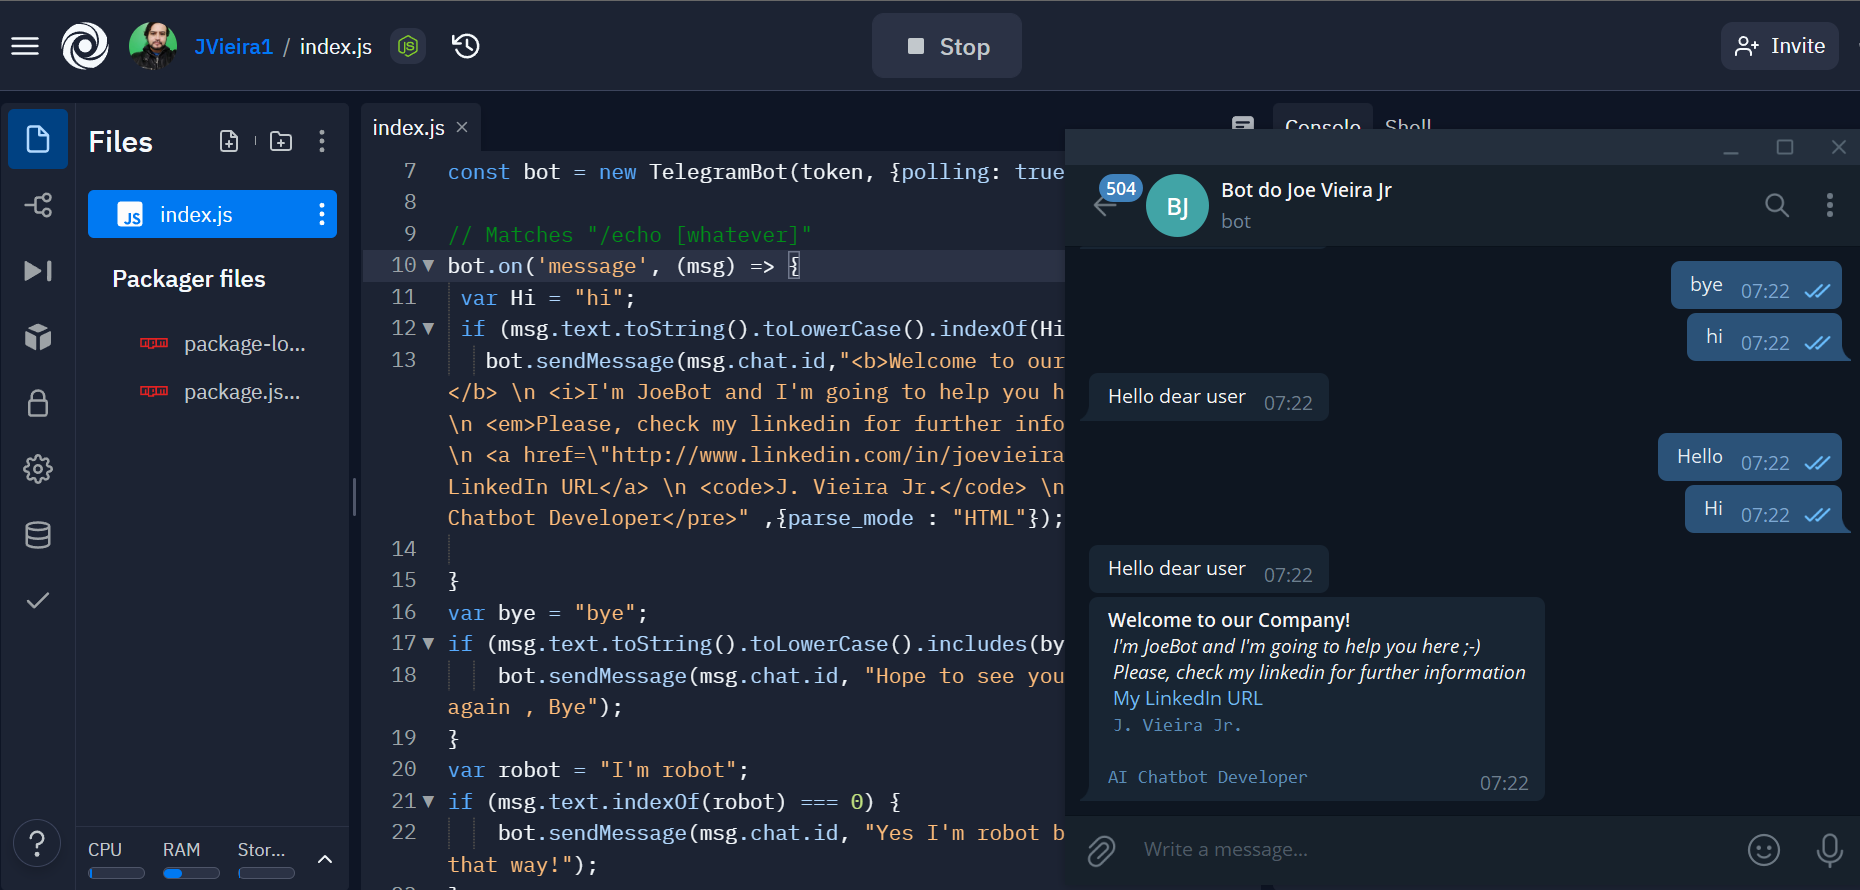 JVieira1 / index.js
Stop
Invite
Files
index.js
Packager files
package-lo...
package.js...
CPU RAM Stor...
index.js
Console Shell
7 const bot = new TelegramBot(token, {polling: true
8
9 // Matches "/echo [whatever]"
10 bot.on('message', (msg) => {
11 var Hi = "hi";
12 if (msg.text.toString().toLowerCase().indexOf(Hi
13 bot.sendMessage(msg.chat.id,"<b>Welcome to our
</b> \n <i>I'm JoeBot and I'm going to help you h
\n <em>Please, check my linkedin for further info
\n <a href=\"http://www.linkedin.com/in/joevieira
LinkedIn URL</a> \n <code>J. Vieira Jr.</code> \n
Chatbot Developer</pre>" ,{parse_mode : "HTML"});
14
15 }
16 var bye = "bye";
17 if (msg.text.toString().toLowerCase().includes(by
18 bot.sendMessage(msg.chat.id, "Hope to see you
again , Bye");
19 }
20 var robot = "I'm robot";
21 if (msg.text.indexOf(robot) === 0) {
22 bot.sendMessage(msg.chat.id, "Yes I'm robot b
that way!");
504
BJ
Bot do Joe Vieira Jr
bot
bye 07:22
hi 07:22
Hello dear user 07:22
Hello 07:22
Hi 07:22
Hello dear user 07:22
Welcome to our Company!
I'm JoeBot and I'm going to help you here ;-)
Please, check my linkedin for further information
My LinkedIn URL
J. Vieira Jr.
AI Chatbot Developer
07:22
Write a message...